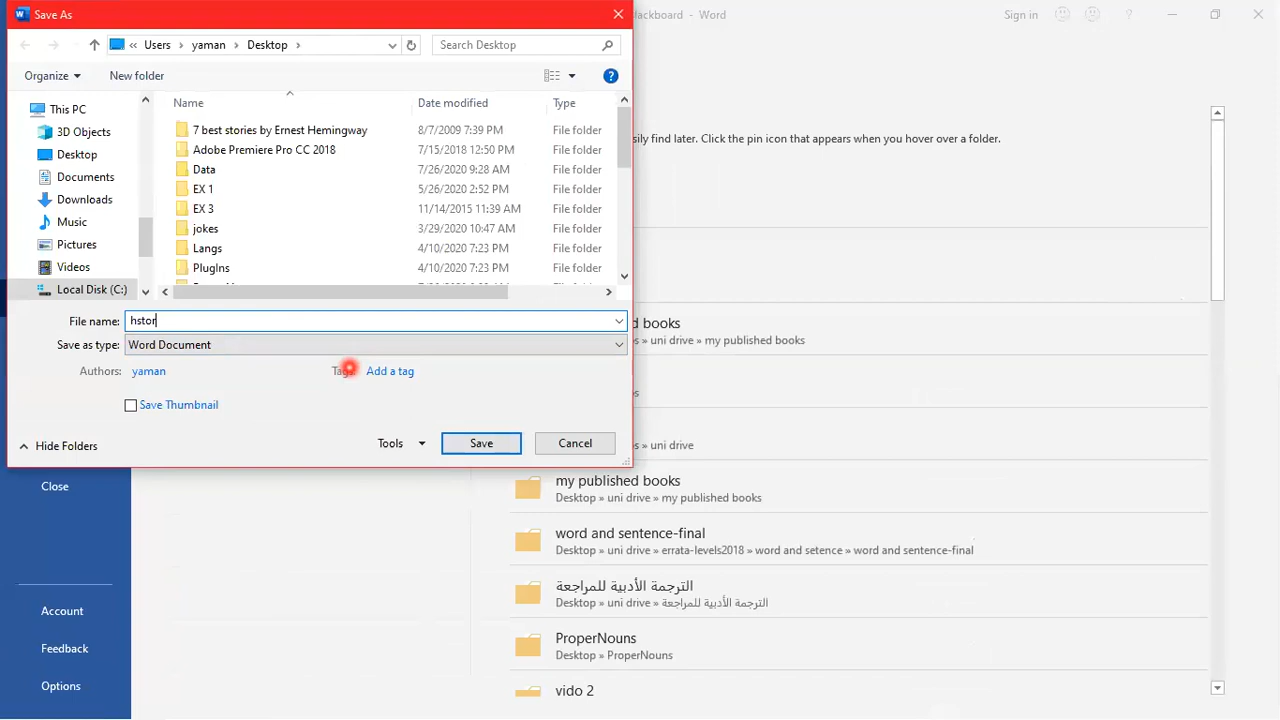 Save As
fackboard - Word
Sign in
Users yaman Desktop
Search Desktop
Organize New folder
This PC
3D Objects
Desktop
Documents
Downloads
Music
Pictures
Videos
Local Disk (C:)
Name Date modified Type
7 best stories by Ernest Hemingway 8/7/2009 7:39 PM File folder
Adobe Premiere Pro CC 2018 7/15/2018 12:50 PM File folder
Data 7/26/2020 9:28 AM File folder
EX 1 5/26/2020 2:52 PM File folder
EX 3 11/14/2015 11:39 AM File folder
jokes 3/29/2020 10:47 AM File folder
Langs 4/10/2020 7:23 PM File folder
PlugIns 4/10/2020 7:23 PM File folder
File name: hstor
Save as type: Word Document
Authors: yaman Tags: Add a tag
Save Thumbnail
Hide Folders
Tools Save Cancel
Close
Account
Feedback
Options
sily find later. Click the pin icon that appears when you hover over a folder.
d books
s » my published books
s
s » uni drive
my published books
Desktop » uni drive » my published books
word and sentence-final
Desktop » uni drive » errata-levels2018 » word and setence » word and sentence-final
الترجمة الأدبية للمراجعة
Desktop » uni drive » الترجمة الأدبية للمراجعة
ProperNouns
Desktop » ProperNouns
vido 2